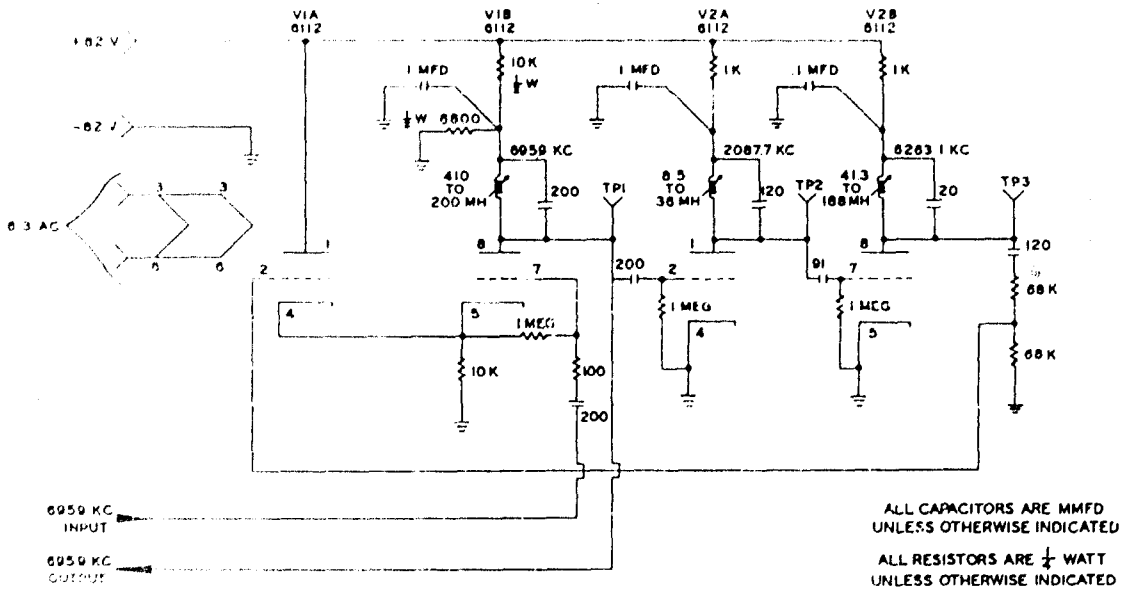 V1A
6112
V1B
6112
V2A
6112
V2B
6112
+82 V
10K
½ W
1K
1K
.1 MFD
.1 MFD
.1 MFD
-82 V
½ W
6800
6959 KC
2087.7 KC
6263.1 KC
410
TO
200 MH
200
TP1
8.5
TO
36 MH
120
TP2
41.3
TO
168 MH
20
TP3
6.3 AC
3
3
5
6
1
8
1
8
120
2
7
200
2
91
7
68 K
4
5
1 MEG
1 MEG
4
1 MEG
5
68 K
10 K
100
200
6959 KC
INPUT
6959 KC
OUTPUT
ALL CAPACITORS ARE MMFD
UNLESS OTHERWISE INDICATED
ALL RESISTORS ARE ¼ WATT
UNLESS OTHERWISE INDICATED